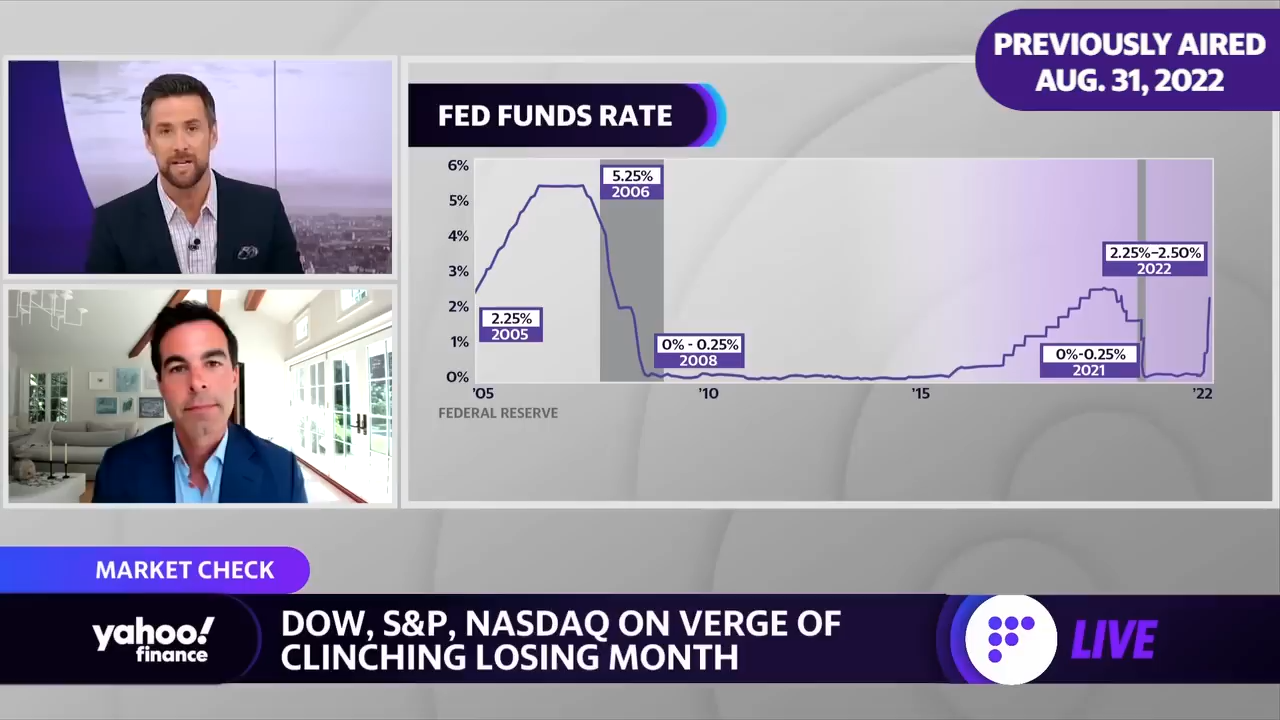 PREVIOUSLY AIRED
AUG. 31, 2022
FED FUNDS RATE
6%
5%
4%
3%
2%
1%
0%
5.25%
2006
2.25%
2005
0% - 0.25%
2008
2.25%–2.50%
2022
0%-0.25%
2021
'05
'10
'15
'22
FEDERAL RESERVE
MARKET CHECK
yahoo!
finance
DOW, S&P, NASDAQ ON VERGE OF
CLINCHING LOSING MONTH
LIVE